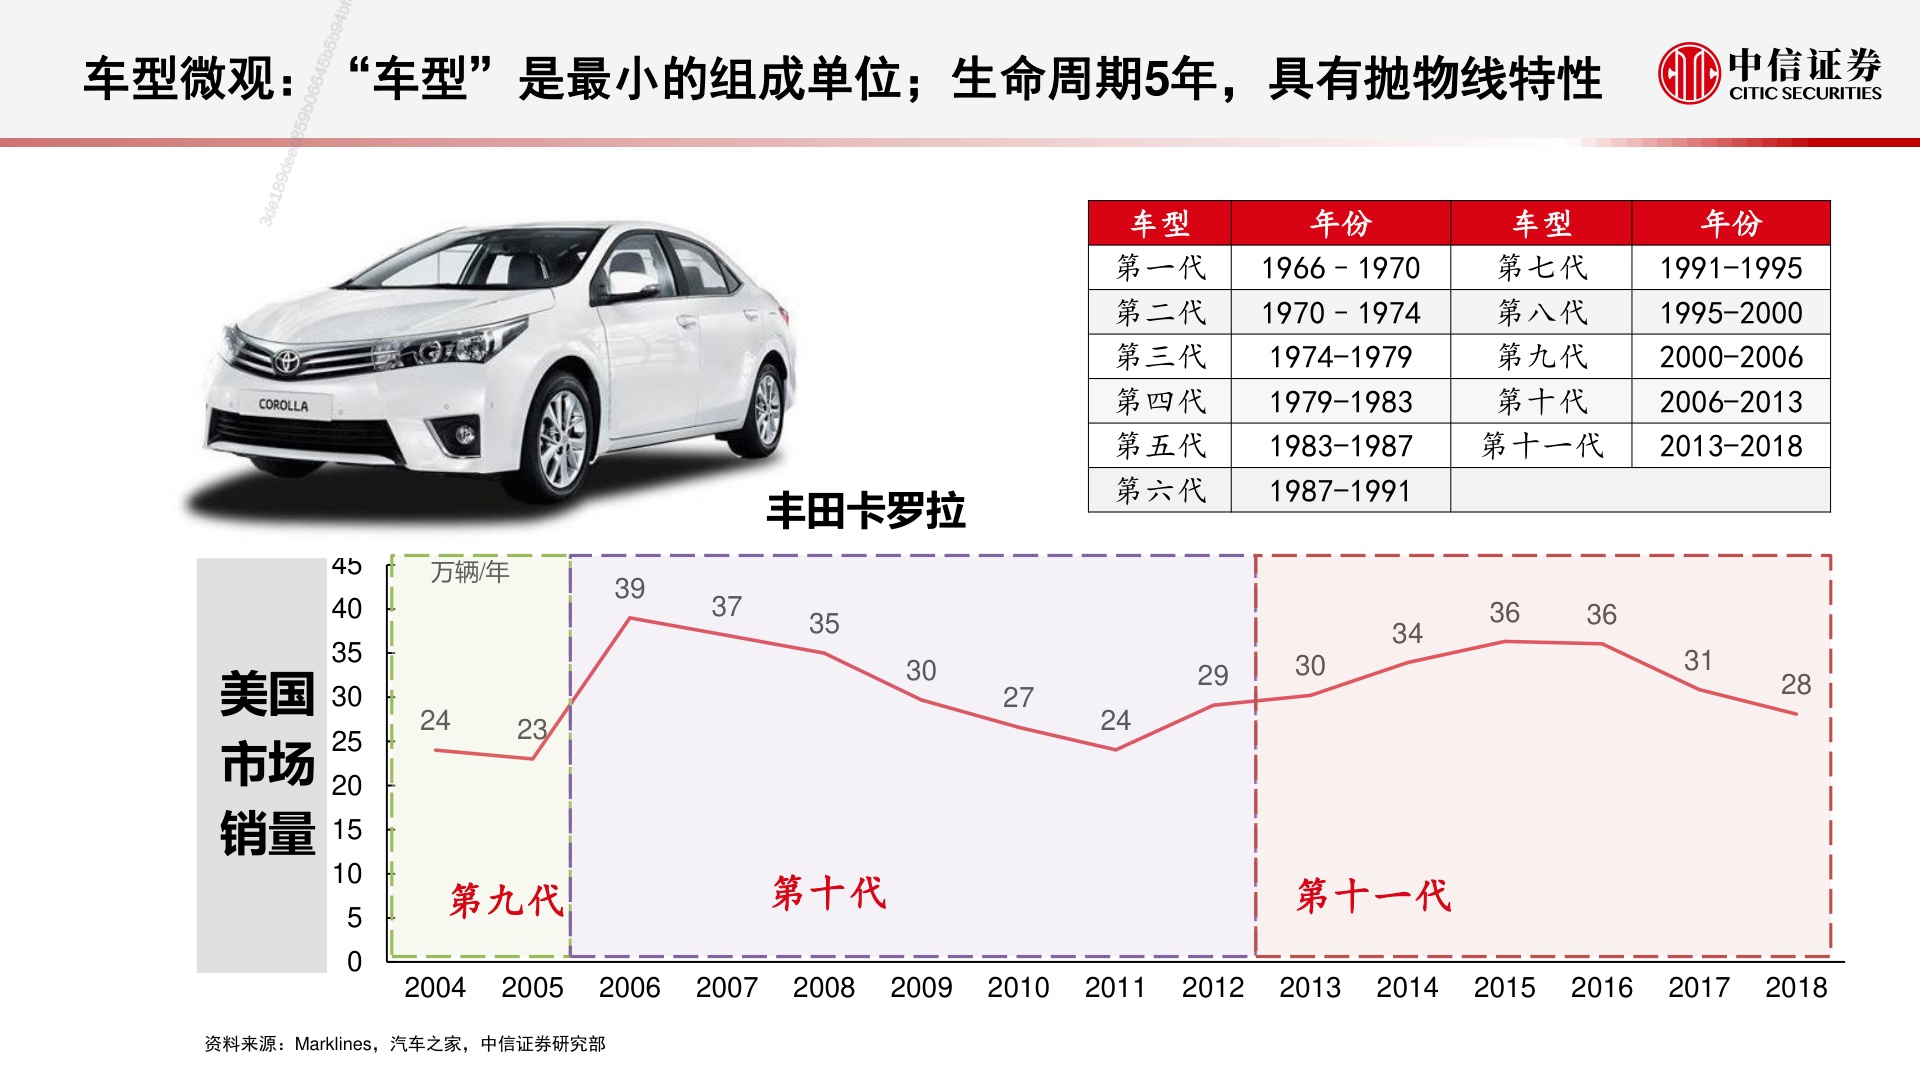 车型微观：“车型”是最小的组成单位；生命周期5年，具有抛物线特性
中信证券
CITIC SECURITIES
车型 年份 车型 年份
第一代 1966 - 1970 第七代 1991-1995
第二代 1970 - 1974 第八代 1995-2000
第三代 1974-1979 第九代 2000-2006
第四代 1979-1983 第十代 2006-2013
第五代 1983-1987 第十一代 2013-2018
第六代 1987-1991
COROLLA
丰田卡罗拉
美国
市场
销量
万辆/年
45
40
35
30
25
20
15
10
5
0
24 23 39 37 35 30 27 24 29 30 34 36 36 31 28
第九代 第十代 第十一代
2004 2005 2006 2007 2008 2009 2010 2011 2012 2013 2014 2015 2016 2017 2018
资料来源：Marklines，汽车之家，中信证券研究部